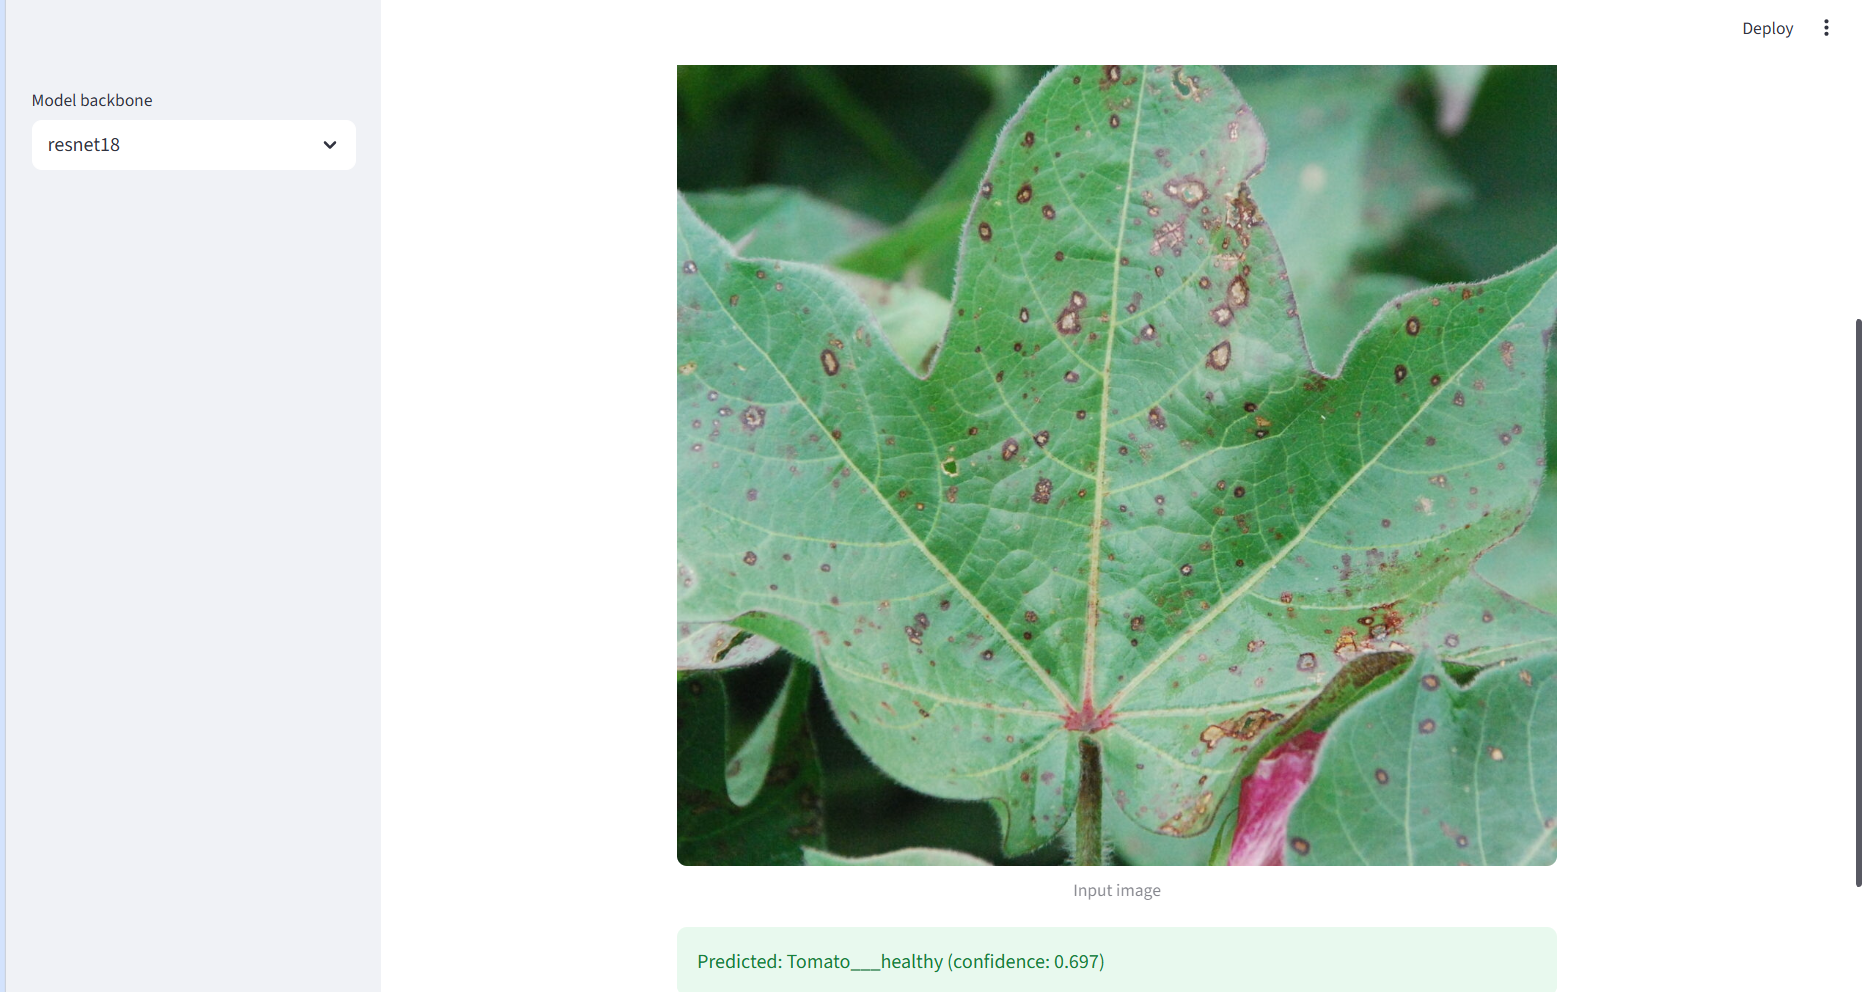 Deploy
Model backbone
resnet18
Input image
Predicted: Tomato___healthy (confidence: 0.697)